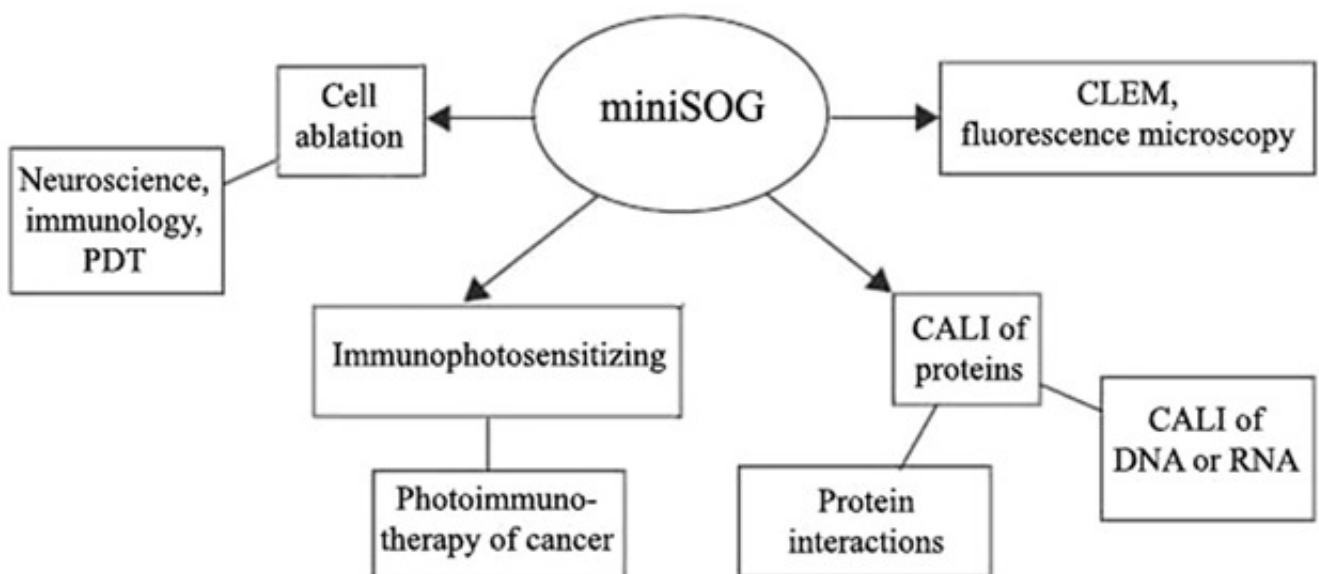 miniSOG
Cell
ablation
CLEM,
fluorescence microscopy
Neuroscience,
immunology,
PDT
Immunophotosensitizing
CALI of
proteins
CALI of
DNA or RNA
Photoimmuno-
therapy of cancer
Protein
interactions